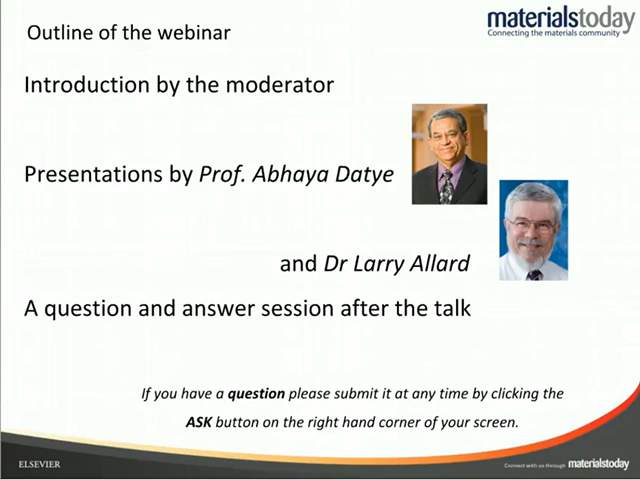 Outline of the webinar
materialstoday
Connecting the materials community
Introduction by the moderator
Presentations by Prof. Abhaya Datye
and Dr Larry Allard
A question and answer session after the talk
If you have a question please submit it at any time by clicking the
ASK button on the right hand corner of your screen.
ELSEVIER
Connect with us through materialstoday